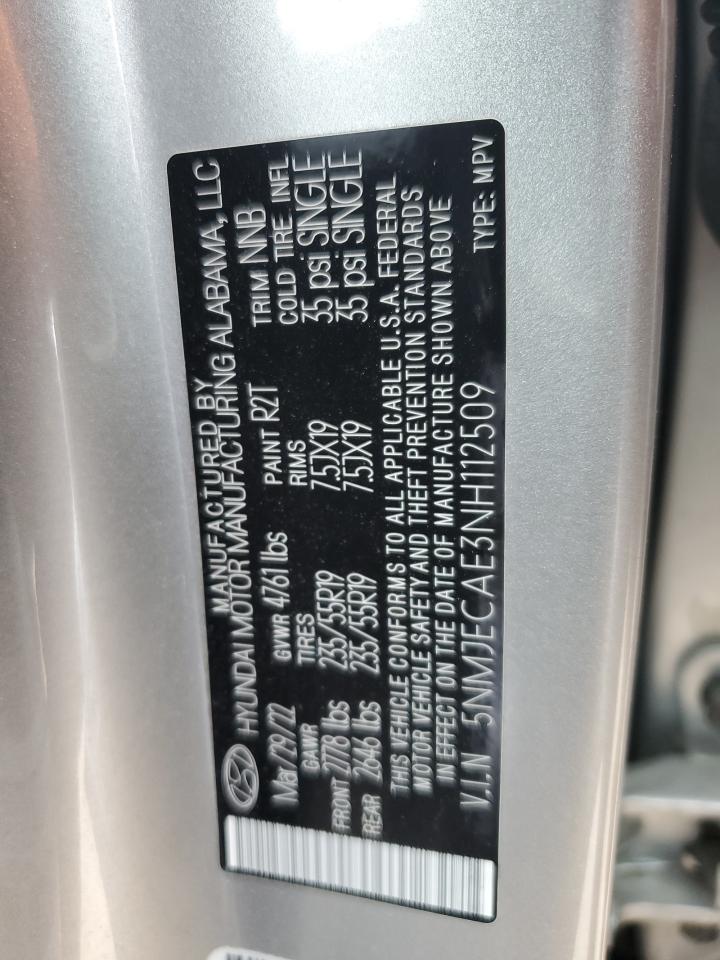 MANUFACTURED BY
HYUNDAI MOTOR MANUFACTURING ALABAMA, LLC
Mar/29/22 GVWR 4761 lbs PAINT R2T TRIM NNB
GAWR TIRES RIMS COLD TIRE INFL
FRONT 2778 lbs 235/55R19 7.5JX19 35 psi SINGLE
REAR 2646 lbs 235/55R19 7.5JX19 35 psi SINGLE
THIS VEHICLE CONFORMS TO ALL APPLICABLE U.S.A. FEDERAL
MOTOR VEHICLE SAFETY AND THEFT PREVENTION STANDARDS
IN EFFECT ON THE DATE OF MANUFACTURE SHOWN ABOVE
V.I.N 5NMJECAE3NH112509 TYPE: MPV